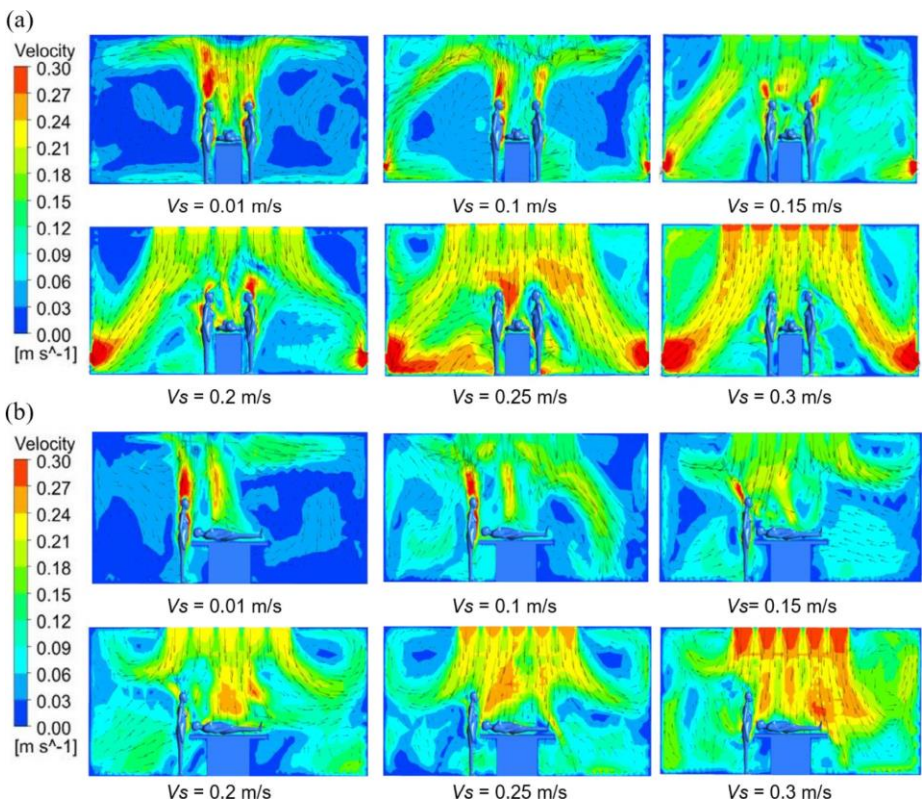 (a)
Velocity
0.30
0.27
0.24
0.21
0.18
0.15
0.12
0.09
0.06
0.03
0.00
[m s^-1]
Vs = 0.01 m/s
Vs = 0.1 m/s
Vs = 0.15 m/s
Vs = 0.2 m/s
Vs = 0.25 m/s
Vs = 0.3 m/s
(b)
Velocity
0.30
0.27
0.24
0.21
0.18
0.15
0.12
0.09
0.06
0.03
0.00
[m s^-1]
Vs = 0.01 m/s
Vs = 0.1 m/s
Vs= 0.15 m/s
Vs = 0.2 m/s
Vs = 0.25 m/s
Vs = 0.3 m/s